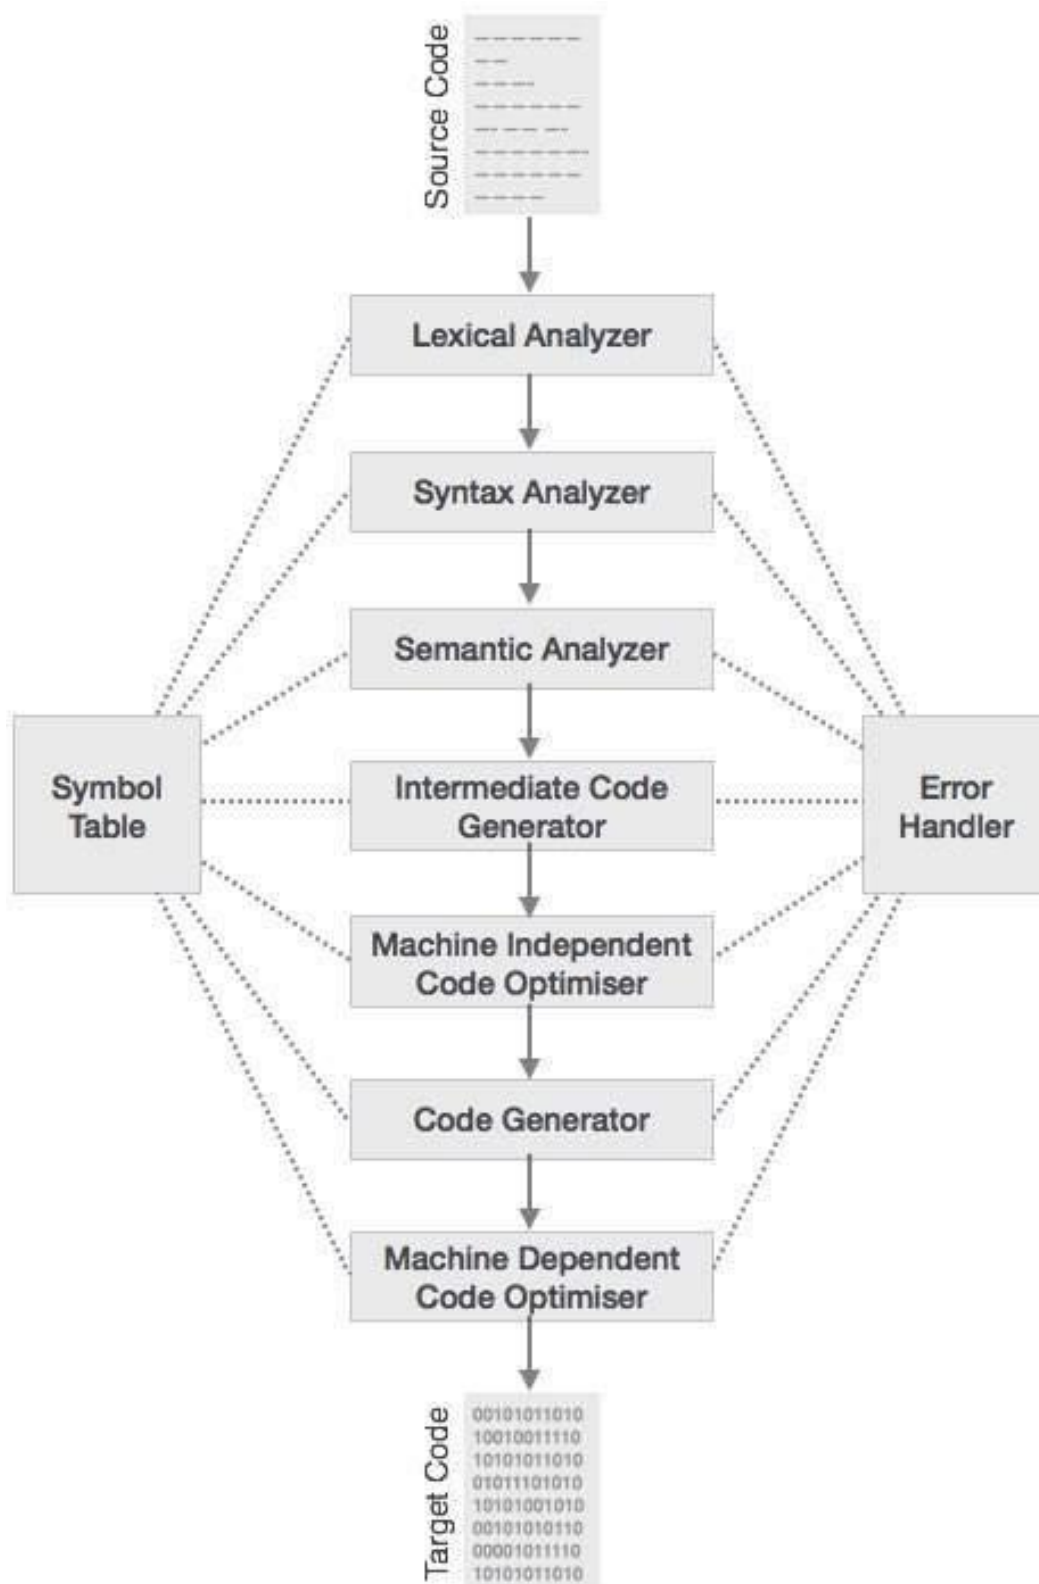 Source Code
Lexical Analyzer
Syntax Analyzer
Semantic Analyzer
Symbol
Table
Intermediate Code
Generator
Error
Handler
Machine Independent
Code Optimiser
Code Generator
Machine Dependent
Code Optimiser
Target Code
00101011010
10010011110
10101011010
01011101010
10101001010
00101010110
00001011110
10101011010